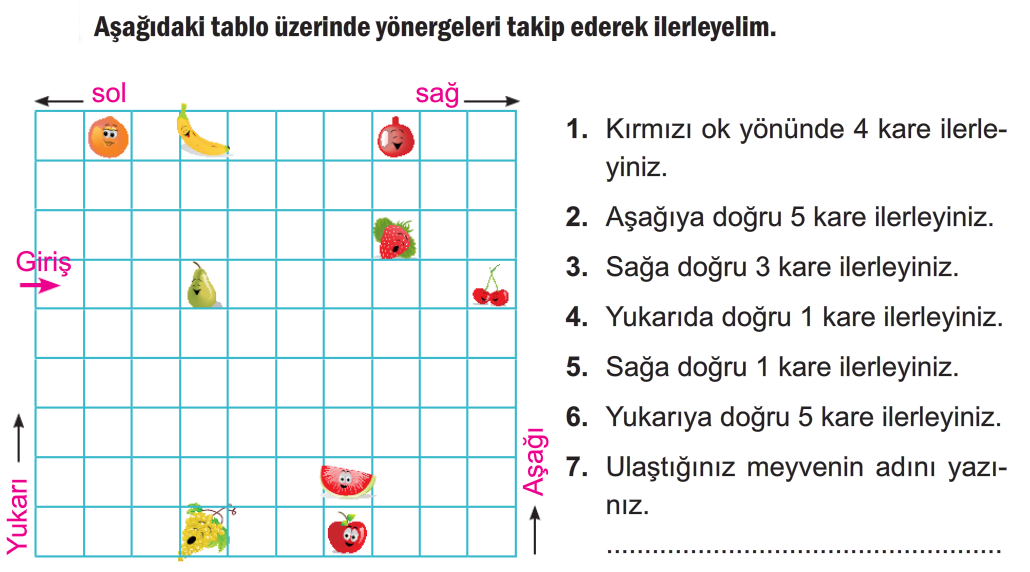 Aşağıdaki tablo üzerinde yönergeleri takip ederek ilerleyelim.
sol
sağ
Giriş
Yukarı
Aşağı
1. Kırmızı ok yönünde 4 kare ilerle-
yiniz.
2. Aşağıya doğru 5 kare ilerleyiniz.
3. Sağa doğru 3 kare ilerleyiniz.
4. Yukarıda doğru 1 kare ilerleyiniz.
5. Sağa doğru 1 kare ilerleyiniz.
6. Yukarıya doğru 5 kare ilerleyiniz.
7. Ulaştığınız meyvenin adını yazı-
nız.
....................................................